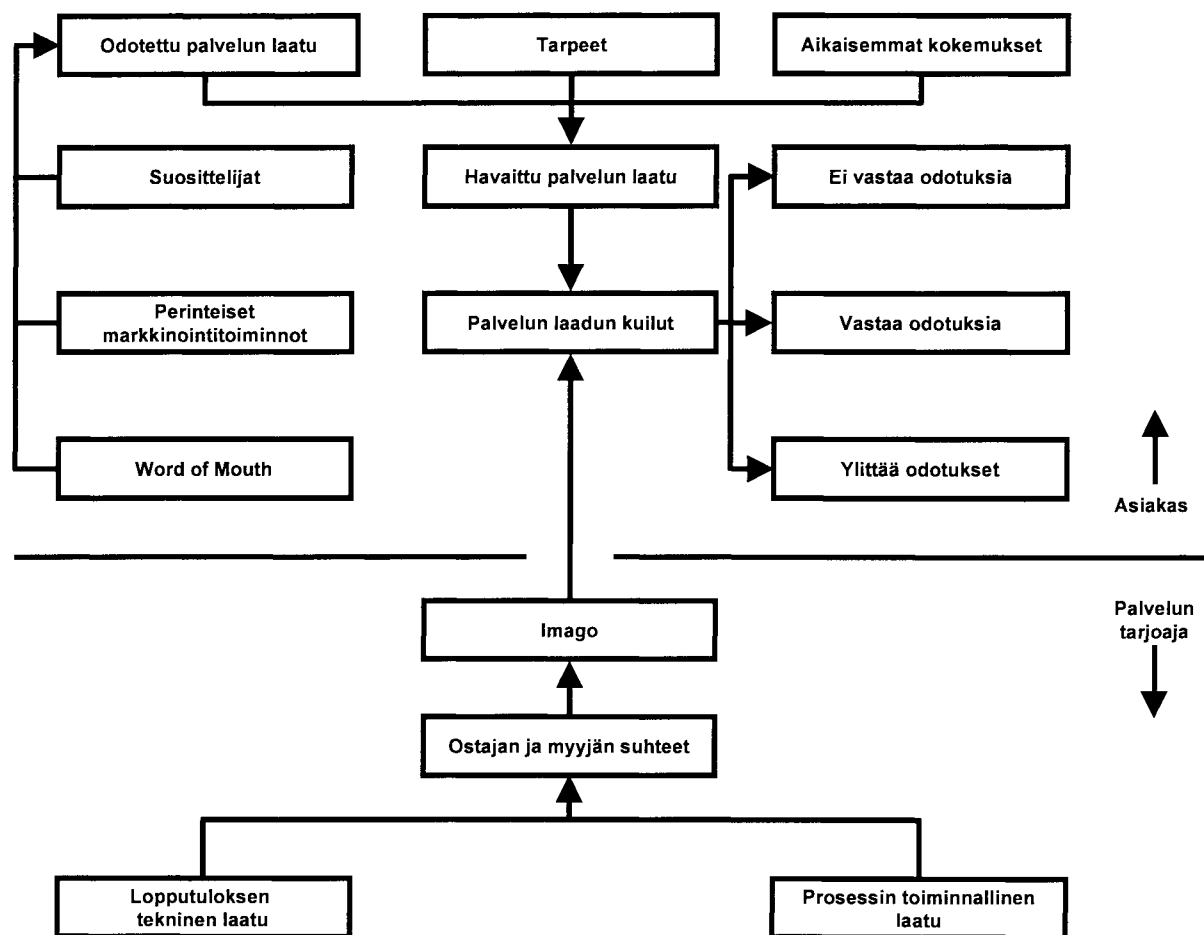 Odotettu palvelun laatu
Tarpeet
Aikaisemmat kokemukset
Suosittelijat
Havaittu palvelun laatu
Ei vastaa odotuksia
Perinteiset
markkinointitoiminnot
Palvelun laadun kuilut
Vastaa odotuksia
Word of Mouth
Ylittää odotukset
Asiakas
Imago
Palvelun
tarjoaja
Ostajan ja myyjän suhteet
Lopputuloksen
tekninen laatu
Prosessin toiminnallinen
laatu